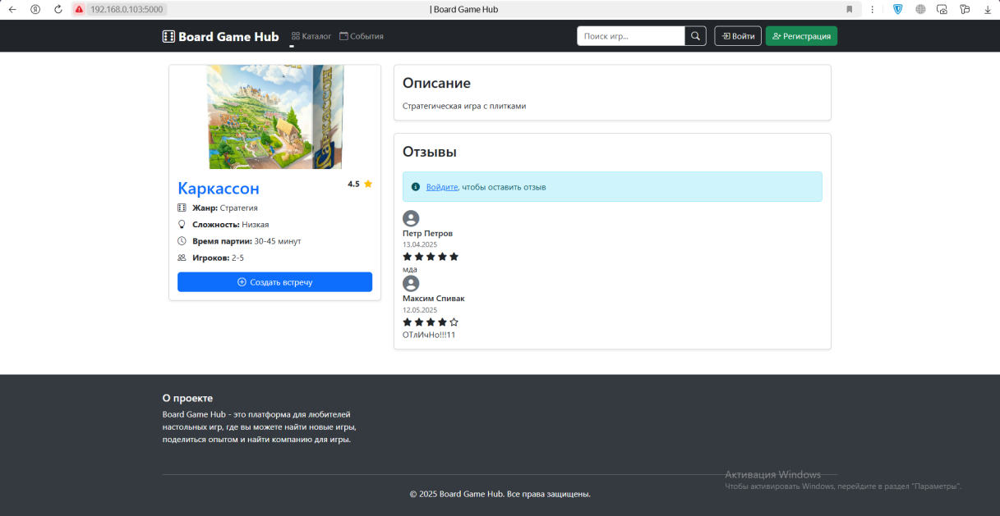 192.168.0.103:5000
| Board Game Hub
Board Game Hub
Каталог
События
Поиск игр...
Войти
Регистрация
Каркассон
Каркассон
4.5
Жанр: Стратегия
Сложность: Низкая
Время партии: 30-45 минут
Игроков: 2-5
Создать встречу
Описание
Стратегическая игра с плитками
Отзывы
Войдите, чтобы оставить отзыв
Петр Петров
13.04.2025
мда
Максим Спивак
12.05.2025
ОТлИчНо!!!11
О проекте
Board Game Hub - это платформа для любителей
настольных игр, где вы можете найти новые игры,
поделиться опытом и найти компанию для игры.
Активация Windows
Чтобы активировать Windows, перейдите в раздел "Параметры".
© 2025 Board Game Hub. Все права защищены.